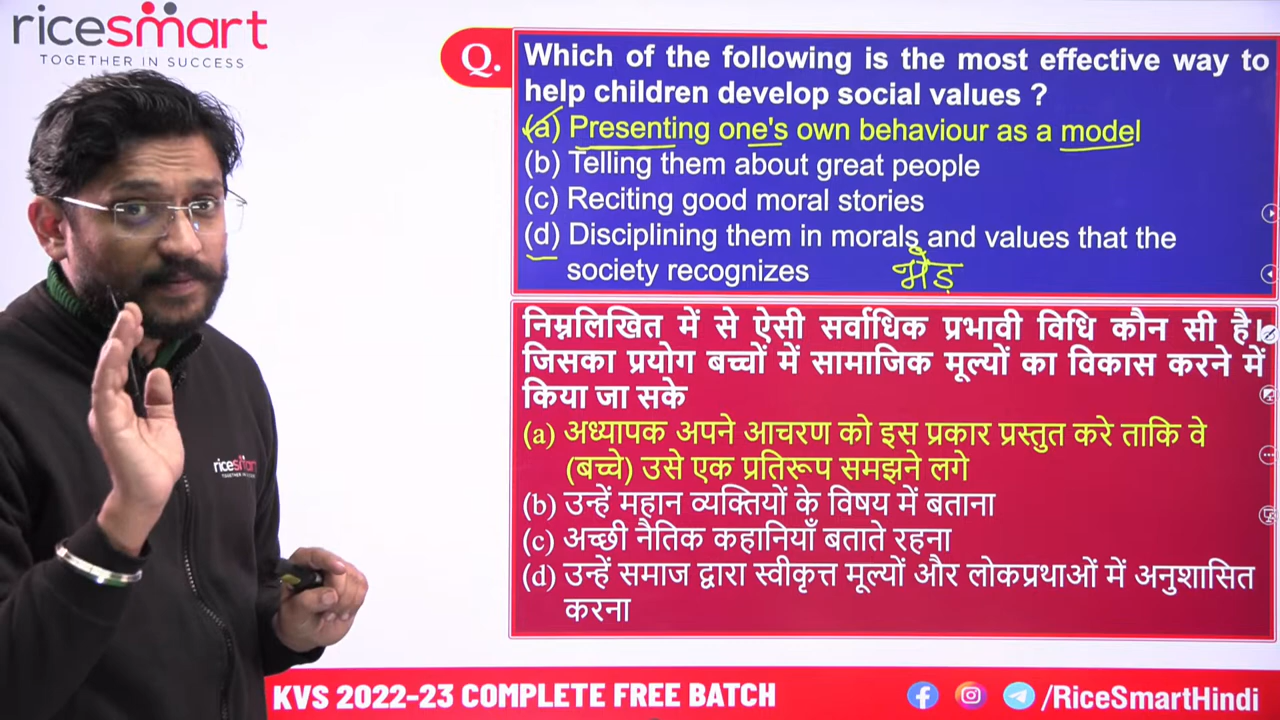 ricesmart
TOGETHER IN SUCCESS
Q.
Which of the following is the most effective way to
help children develop social values ?
(a) Presenting one's own behaviour as a model
(b) Telling them about great people
(c) Reciting good moral stories
(d) Disciplining them in morals and values that the
society recognizes
भेड़
निम्नलिखित में से ऐसी सर्वाधिक प्रभावी विधि कौन सी है।
जिसका प्रयोग बच्चों में सामाजिक मूल्यों का विकास करने में
किया जा सके
(a) अध्यापक अपने आचरण को इस प्रकार प्रस्तुत करे ताकि वे
(बच्चे) उसे एक प्रतिरूप समझने लगे
(b) उन्हें महान व्यक्तियों के विषय में बताना
(c) अच्छी नैतिक कहानियाँ बताते रहना
(d) उन्हें समाज द्वारा स्वीकृत्त मूल्यों और लोकप्रथाओं में अनुशासित
करना
ricesmart
KVS 2022-23 COMPLETE FREE BATCH
/RiceSmartHindi